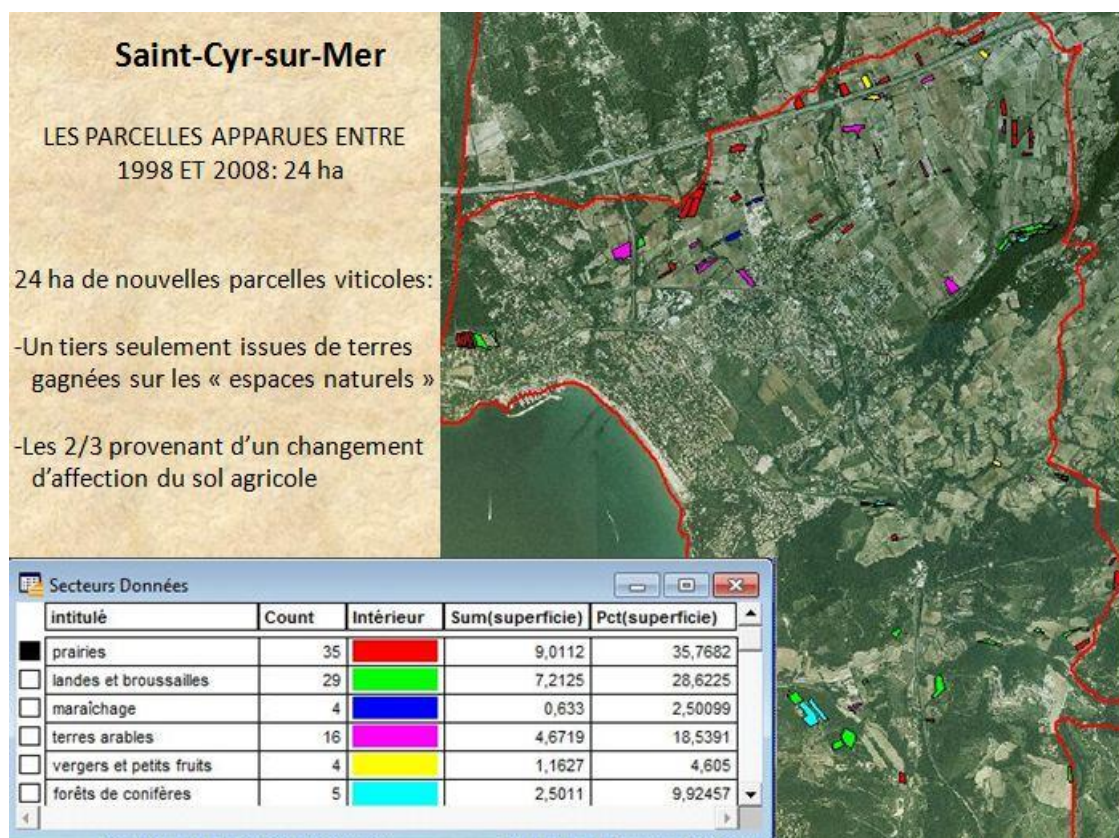 Saint-Cyr-sur-Mer
LES PARCELLES APPARUES ENTRE
1998 ET 2008: 24 ha
24 ha de nouvelles parcelles viticoles:
-Un tiers seulement issues de terres
gagnées sur les « espaces naturels »
-Les 2/3 provenant d’un changement
d’affection du sol agricole
Secteurs Données
intitulé Count Intérieur Sum(superficie) Pct(superficie)
prairies 35 9,0112 35,7682
landes et broussailles 29 7,2125 28,6225
maraîchage 4 0,633 2,50099
terres arables 16 4,6719 18,5391
vergers et petits fruits 4 1,1627 4,605
forêts de conifères 5 2,5011 9,92457